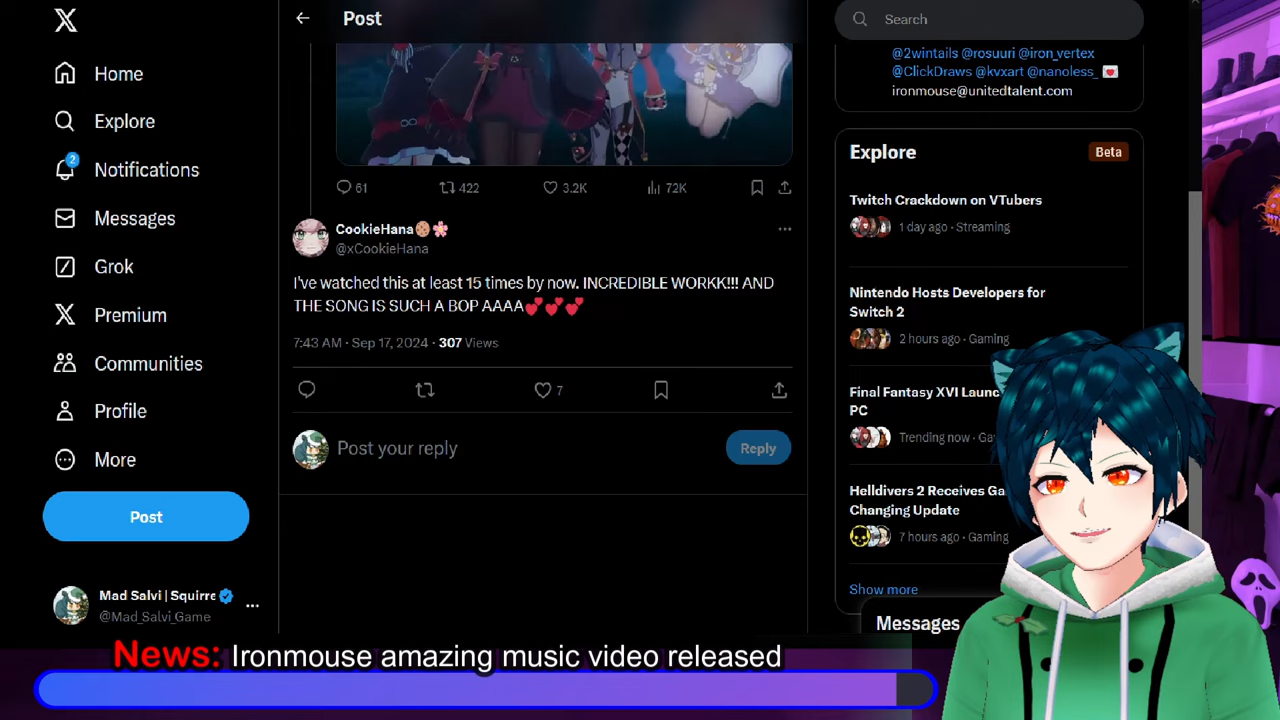 Home
Explore
2
Notifications
Messages
Grok
Premium
Communities
Profile
More
Post
Mad Salvi | Squirre
@Mad_Salvi_Game
Post
61
422
3.2K
72K
CookieHana
@xCookieHana
I've watched this at least 15 times by now. INCREDIBLE WORKK!!! AND
THE SONG IS SUCH A BOP AAAA
7:43 AM · Sep 17, 2024 · 307 Views
7
Post your reply
Reply
Search
@2wintails @rosuuri @iron_vertex
@ClickDraws @kvxart @nanoless_
ironmouse@unitedtalent.com
Explore
Beta
Twitch Crackdown on VTubers
1 day ago · Streaming
Nintendo Hosts Developers for
Switch 2
2 hours ago · Gaming
Final Fantasy XVI Launc
PC
Trending now · Ga
Helldivers 2 Receives Ga
Changing Update
7 hours ago · Gaming
Show more
Messages
News: Ironmouse amazing music video released